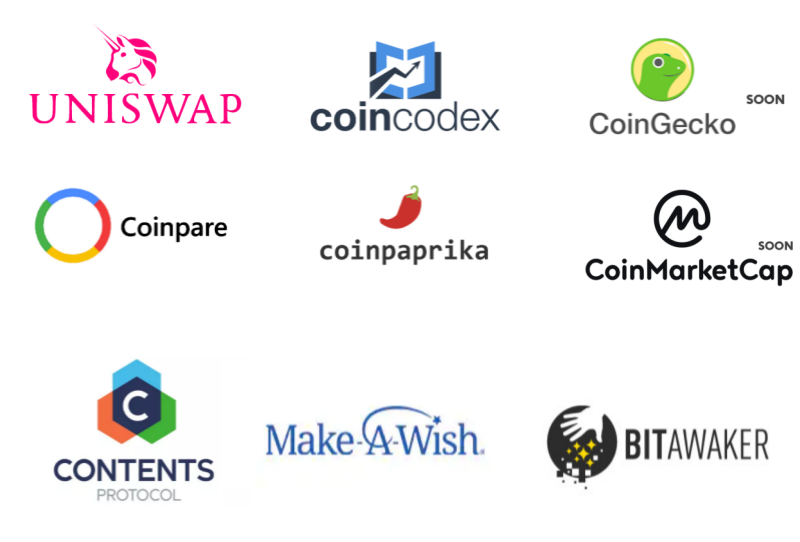 UNISWAP
coincodex
CoinGecko
SOON
Coinpare
coinpaprika
SOON
CoinMarketCap
C
CONTENTS
PROTOCOL
Make-A-Wish.
BITAWAKER